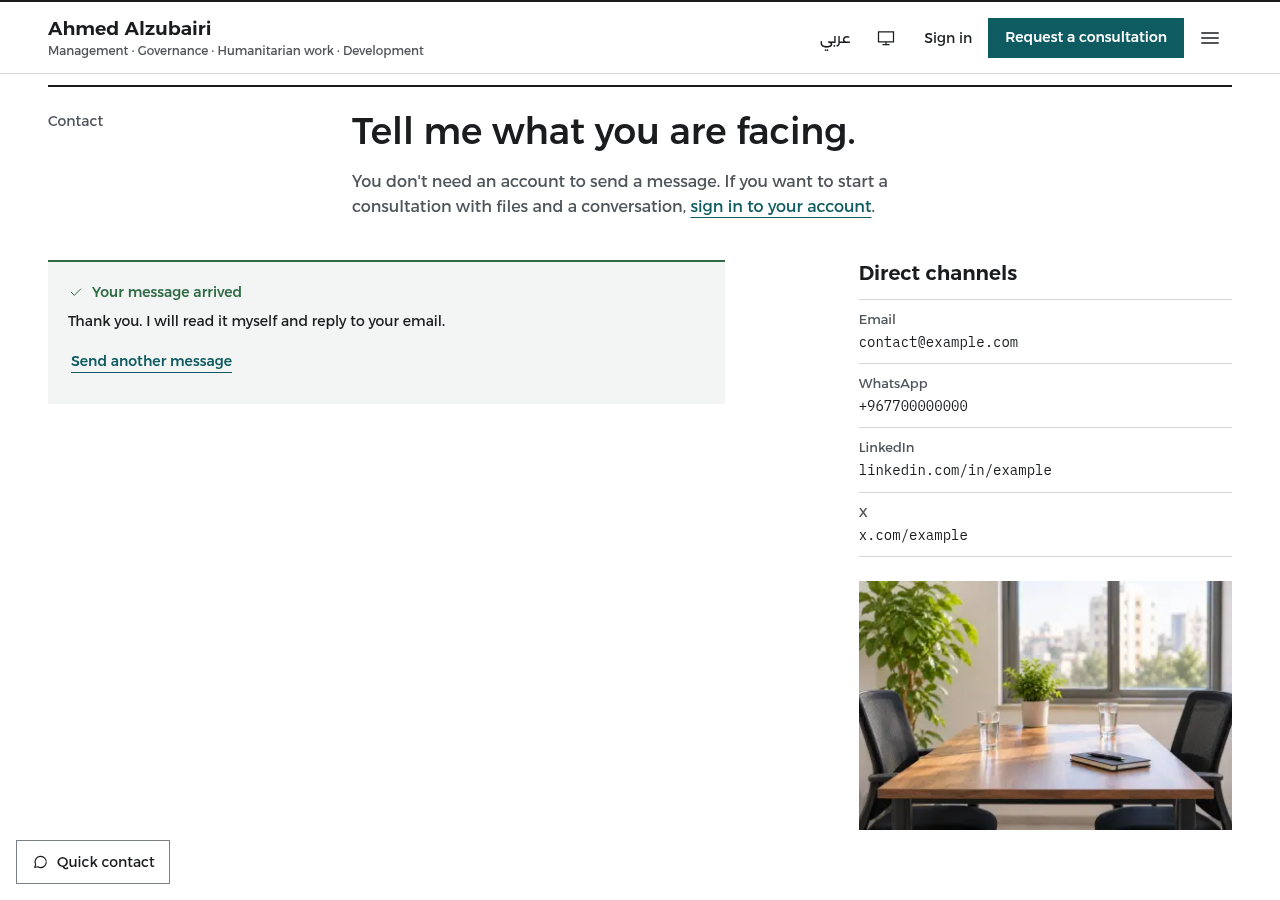 Ahmed Alzubairi
Management · Governance · Humanitarian work · Development
عربي
Sign in
Request a consultation
Contact
Tell me what you are facing.
You don't need an account to send a message. If you want to start a
consultation with files and a conversation, sign in to your account.
Your message arrived
Thank you. I will read it myself and reply to your email.
Send another message
Direct channels
Email
contact@example.com
WhatsApp
+967700000000
LinkedIn
linkedin.com/in/example
X
x.com/example
Quick contact